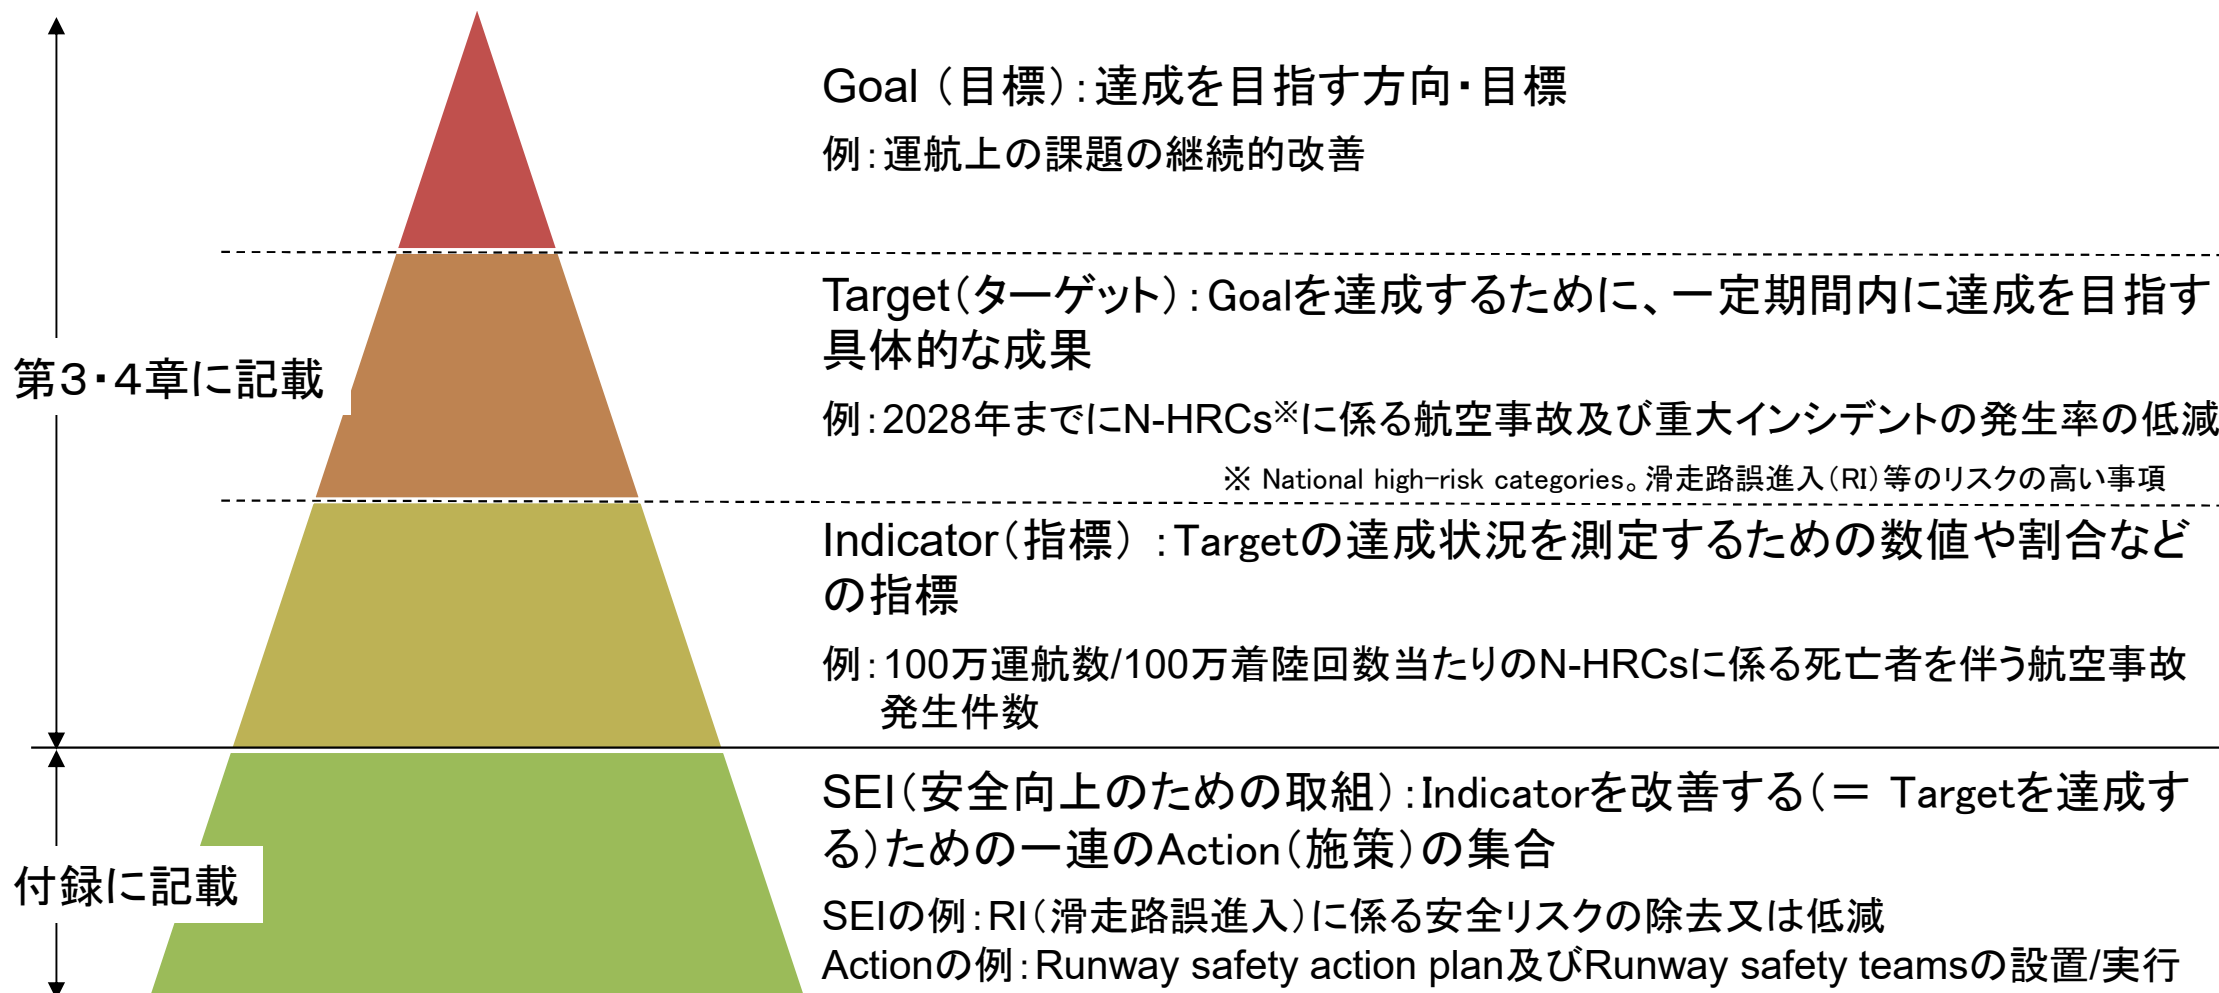 Goal（目標）：達成を目指す方向・目標
例：運航上の課題の継続的改善
Target（ターゲット）：Goalを達成するために、一定期間内に達成を目指す
具体的な成果
第３・４章に記載
例：2028年までにN-HRCs※に係る航空事故及び重大インシデントの発生率の低減
※ National high-risk categories。滑走路誤進入（RI）等のリスクの高い事項
Indicator（指標）：Targetの達成状況を測定するための数値や割合など
の指標
例：100万運航数/100万着陸回数当たりのN-HRCsに係る死亡者を伴う航空事故
発生件数
SEI（安全向上のための取組）：Indicatorを改善する（＝ Targetを達成す
る）ための一連のAction（施策）の集合
付録に記載
SEIの例：RI（滑走路誤進入）に係る安全リスクの除去又は低減
Actionの例：Runway safety action plan及びRunway safety teamsの設置/実行